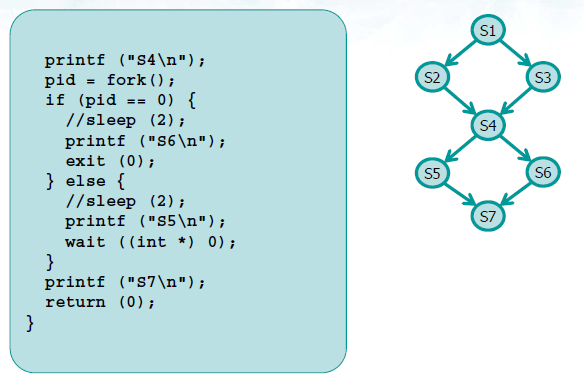 printf ("S4\n");
pid = fork();
if (pid == 0) {
//sleep (2);
printf ("S6\n");
exit (0);
} else {
//sleep (2);
printf ("S5\n");
wait ((int *) 0);
}
printf ("S7\n");
return (0);
}
S1
S2
S3
S4
S5
S6
S7